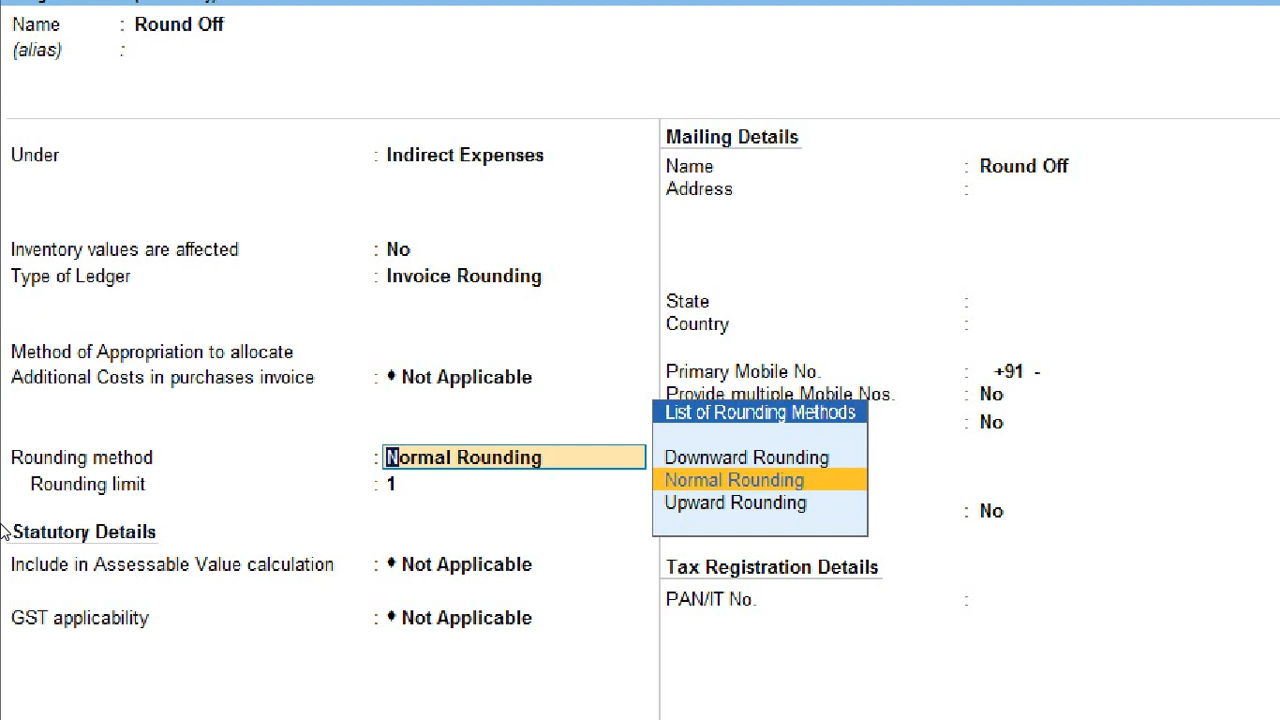 Name : Round Off
(alias) :
Under : Indirect Expenses
Inventory values are affected : No
Type of Ledger : Invoice Rounding
Method of Appropriation to allocate
Additional Costs in purchases invoice : ♦ Not Applicable
Rounding method : Normal Rounding
Rounding limit : 1
Statutory Details
Include in Assessable Value calculation : ♦ Not Applicable
GST applicability : ♦ Not Applicable
Mailing Details
Name : Round Off
Address :
State :
Country :
Primary Mobile No. : +91 -
Provide multiple Mobile Nos. : No
: No
List of Rounding Methods
Downward Rounding
Normal Rounding
Upward Rounding
: No
Tax Registration Details
PAN/IT No. :